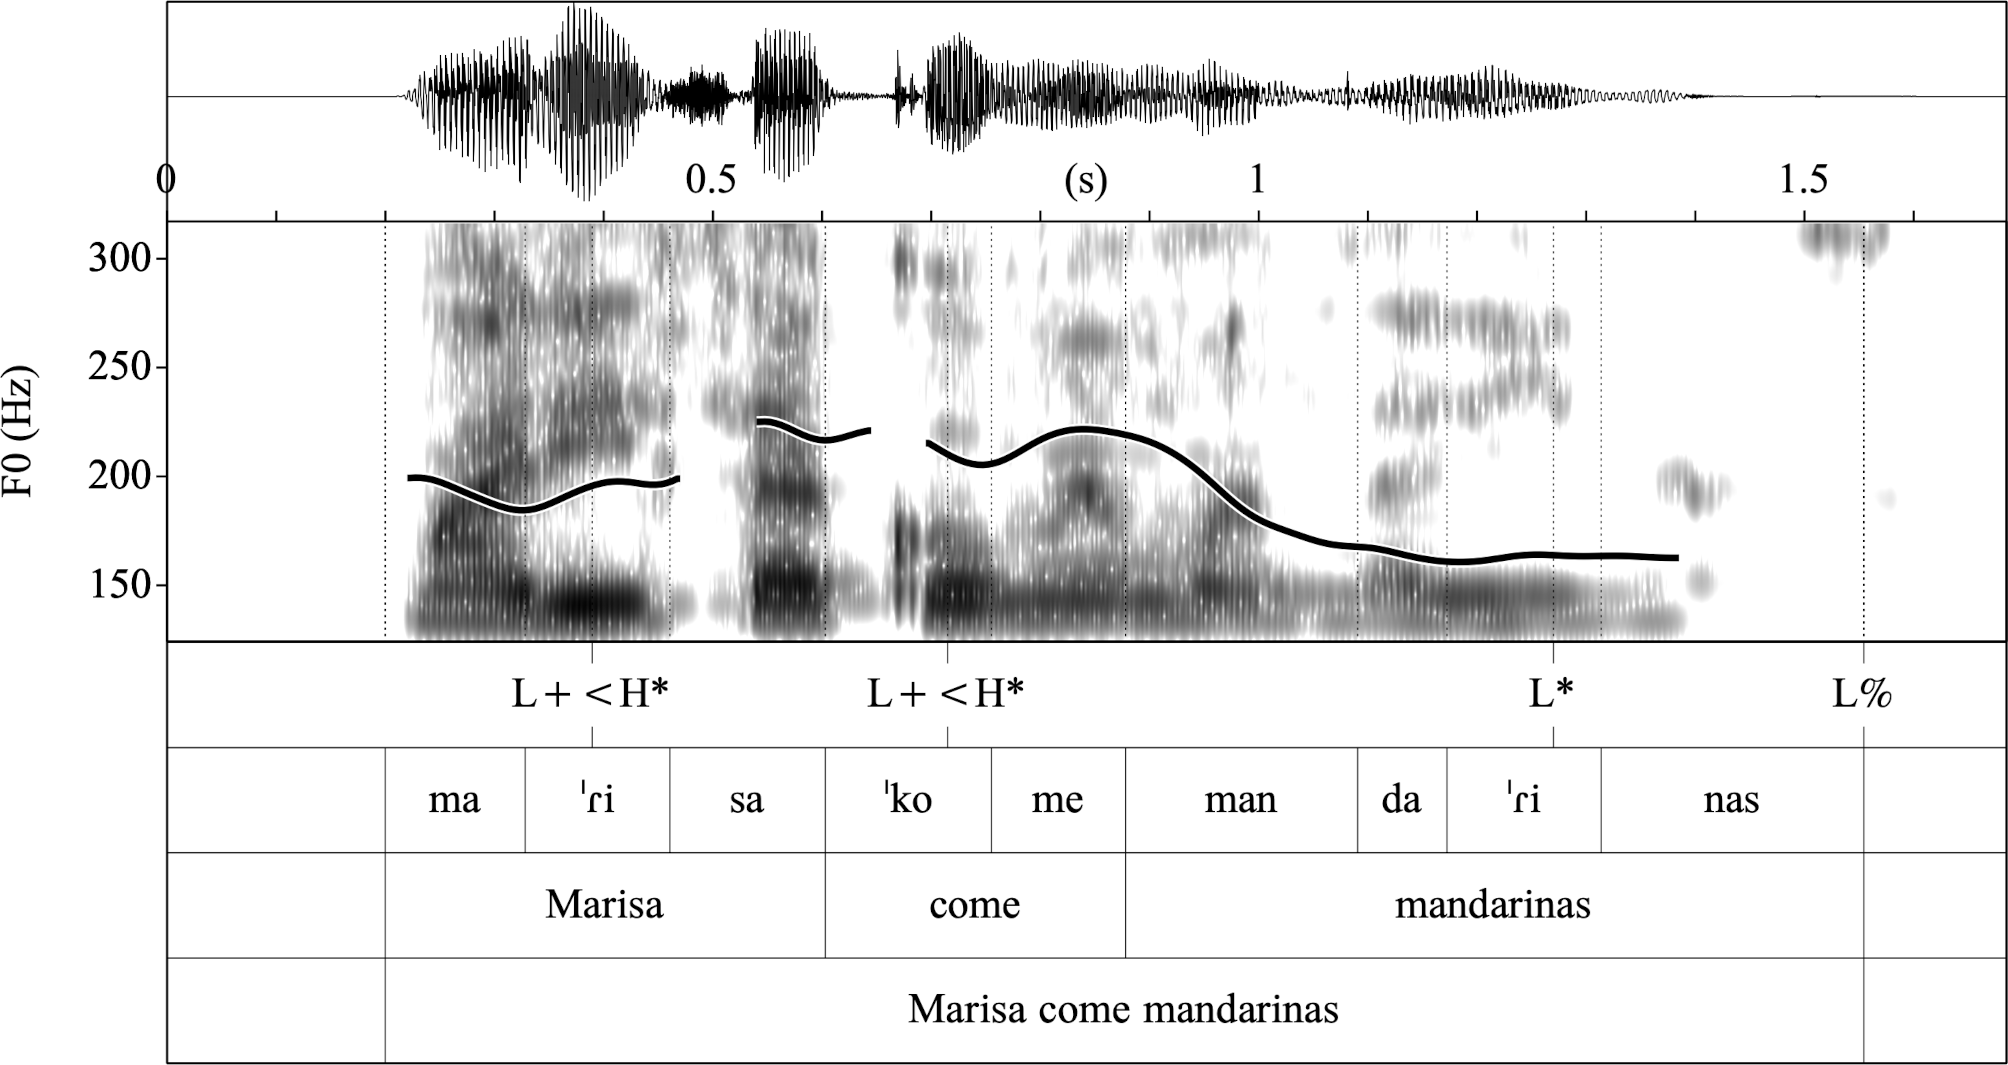 0 0.5 (s) 1 1.5
300
250
200
150
F0 (Hz)
L+<H* L+<H* L* L%
ma ˈɾi sa ˈko me man da ˈɾi nas
Marisa come mandarinas
Marisa come mandarinas